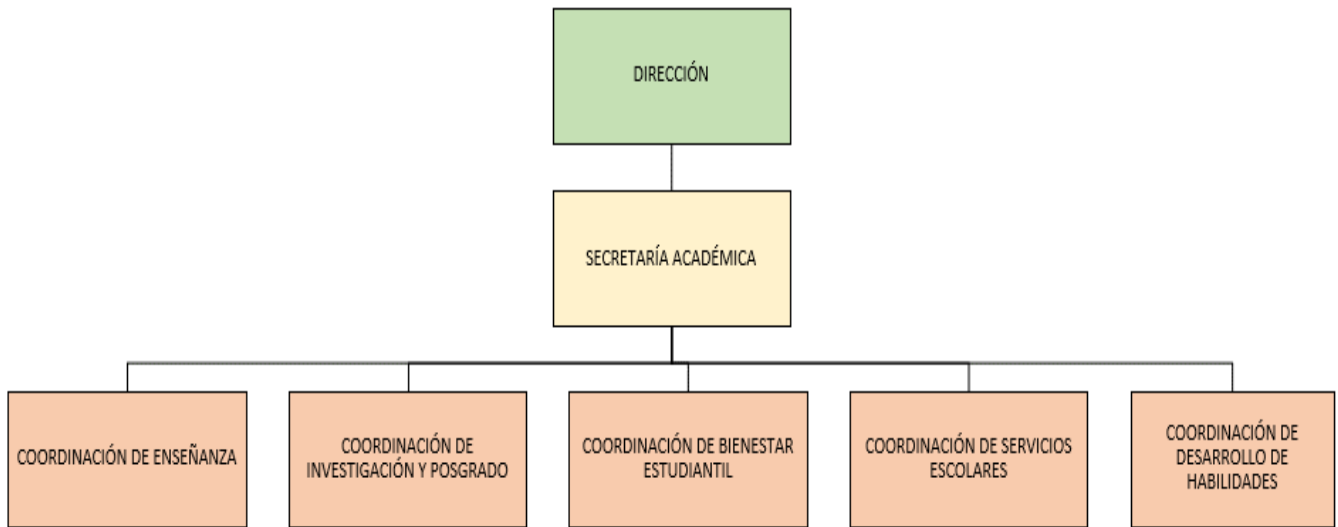 DIRECCIÓN
SECRETARÍA ACADÉMICA
COORDINACIÓN DE ENSEÑANZA
COORDINACIÓN DE
INVESTIGACIÓN Y POSGRADO
COORDINACIÓN DE BIENESTAR
ESTUDIANTIL
COORDINACIÓN DE SERVICIOS
ESCOLARES
COORDINACIÓN DE
DESARROLLO DE
HABILIDADES